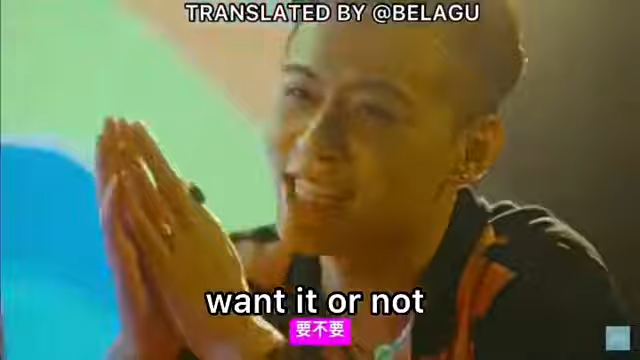 TRANSLATED BY @BELAGU
want it or not
要不要